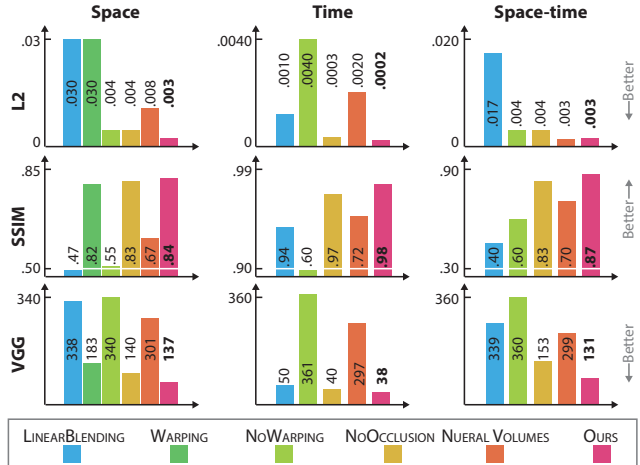 Space Time Space-time
L2
.03
0
.030 .030 .004 .004 .008 .003
.0040
0
.0010 .0040 .0003 .0020 .0002
.020
0
.017 .004 .004 .003 .003
Better
SSIM
.85
.50
.47 .82 .55 .83 .67 .84
.99
.90
.94 .60 .97 .72 .98
.90
.30
.40 .60 .83 .70 .87
Better
VGG
340
338 183 340 140 301 137
360
50 361 40 297 38
360
339 360 153 299 131
Better
LINEARBLENDING WARPING NOWARPING NOOCCLUSION NUERAL VOLUMES OURS